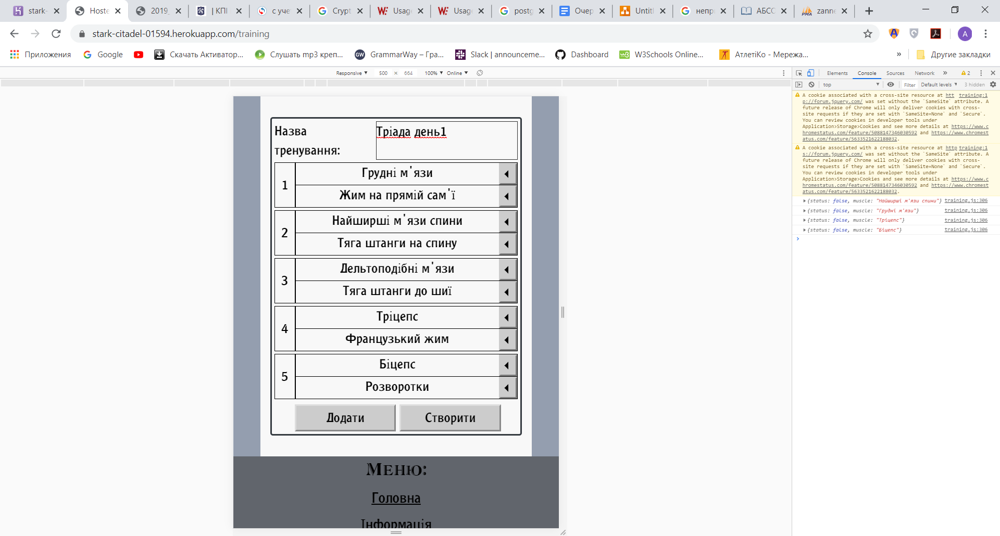 stark-
Hoste
2019_
| КПІ
с уче
Crypt
Usage
Usage
postg
Очер
Untitl
непр
АБСС
zanne
stark-citadel-01594.herokuapp.com/training
A
Приложения
Google
Скачать Активатор...
Слушать mp3 креп...
GrammarWay – Гра...
Slack | announceme...
Dashboard
W3Schools Online...
АтлетіКо - Мережа...
»
Другие закладки
Responsive
500 × 664
100%
Online
Elements
Console
Sources
Network
»
2
top
Filter
Default levels
3 hidden
A cookie associated with a cross-site resource at htt training:1
p://forum.jquery.com/ was set without the `SameSite` attribute. A
future release of Chrome will only deliver cookies with cross-
site requests if they are set with `SameSite=None` and `Secure`.
You can review cookies in developer tools under
Application>Storage>Cookies and see more details at https://www.c
hromestatus.com/feature/5088147346030592 and https://www.chromest
atus.com/feature/5633521622188032.
A cookie associated with a cross-site resource at http training:1
s://forum.jquery.com/ was set without the `SameSite` attribute. A
future release of Chrome will only deliver cookies with cross-
site requests if they are set with `SameSite=None` and `Secure`.
You can review cookies in developer tools under
Application>Storage>Cookies and see more details at https://www.c
hromestatus.com/feature/5088147346030592 and https://www.chromest
atus.com/feature/5633521622188032.
{status: false, muscle: "Найширші м'язи спини"} training.js:306
{status: false, muscle: "Грудні м'язи"} training.js:306
{status: false, muscle: "Тріцепс"} training.js:306
{status: false, muscle: "Біцепс"} training.js:306
Назва
тренування:
Тріада день1
1
Грудні м'язи
Жим на прямій сам'ї
2
Найширші м'язи спини
Тяга штанги на спину
3
Дельтоподібні м'язи
Тяга штанги до шиї
4
Тріцепс
Французький жим
5
Біцепс
Розворотки
Додати
Створити
Меню:
Головна
Інформація